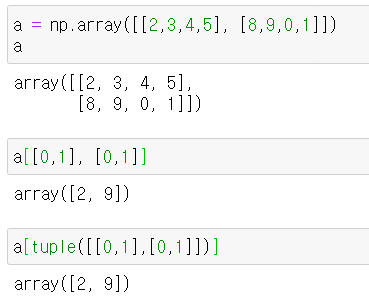 a = np.array([[2,3,4,5], [8,9,0,1]])
a
array([[2, 3, 4, 5],
       [8, 9, 0, 1]])
a[[0,1], [0,1]]
array([2, 9])
a[tuple([[0,1],[0,1]])]
array([2, 9])